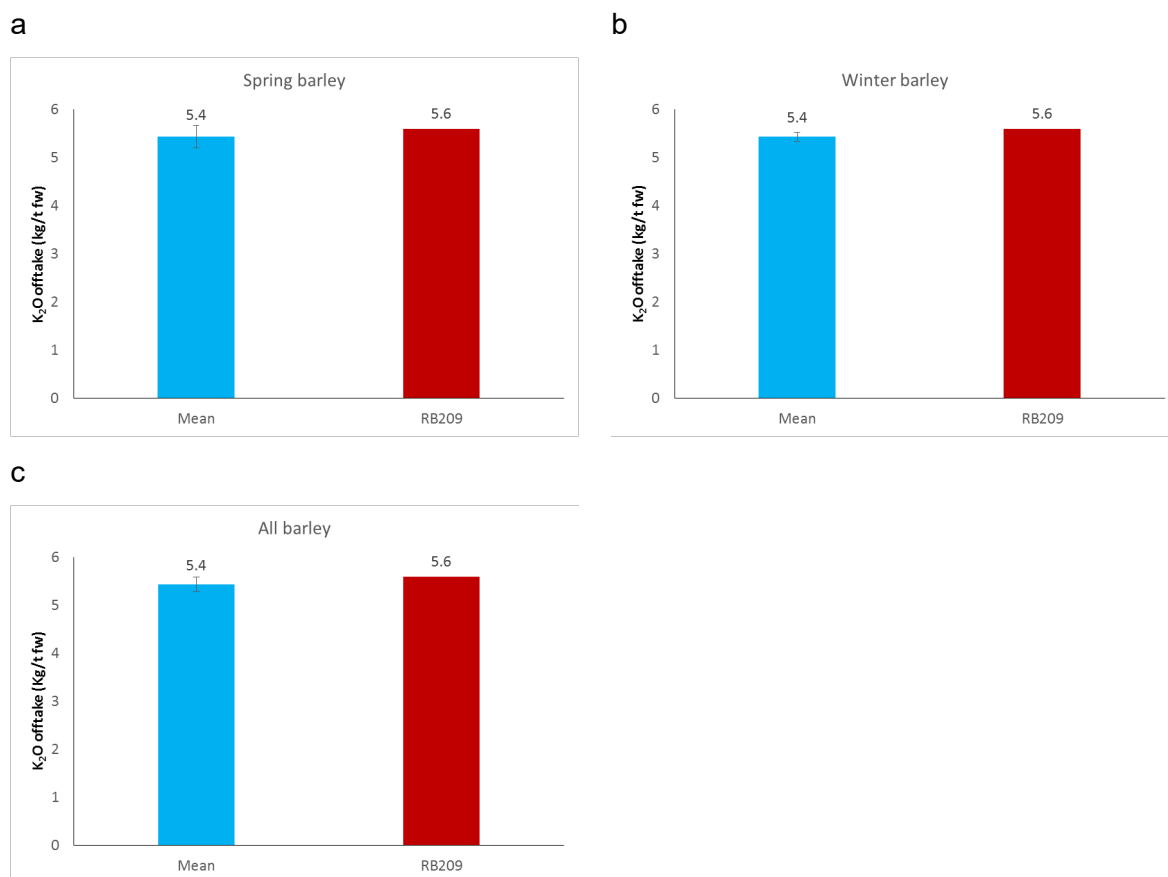 a
Spring barley
K₂O offtake (kg/t fw)
6
5
4
3
2
1
0
5.4
5.6
Mean
RB209
b
Winter barley
K₂O offtake (kg/t fw)
6
5
4
3
2
1
0
5.4
5.6
Mean
RB209
c
All barley
K₂O offtake (Kg/t fw)
6
5
4
3
2
1
0
5.4
5.6
Mean
RB209